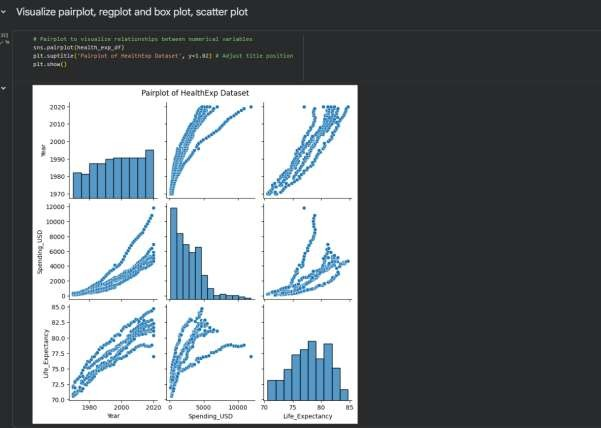 Visualize pairplot, regplot and box plot, scatter plot
# Pairplot to visualize relationships between numerical variables
sns.pairplot(health_exp_df)
plt.suptitle('Pairplot of HealthExp Dataset', y=1.02) # Adjust title position
plt.show()
Pairplot of HealthExp Dataset
2020
2010
2000
1990
1980
1970
Year
12000
10000
8000
6000
4000
2000
0
Spending_USD
85.0
82.5
80.0
77.5
75.0
72.5
70.0
Life_Expectancy
1980 2000 2020 0 5000 10000 70 75 80 85
Year Spending_USD Life_Expectancy